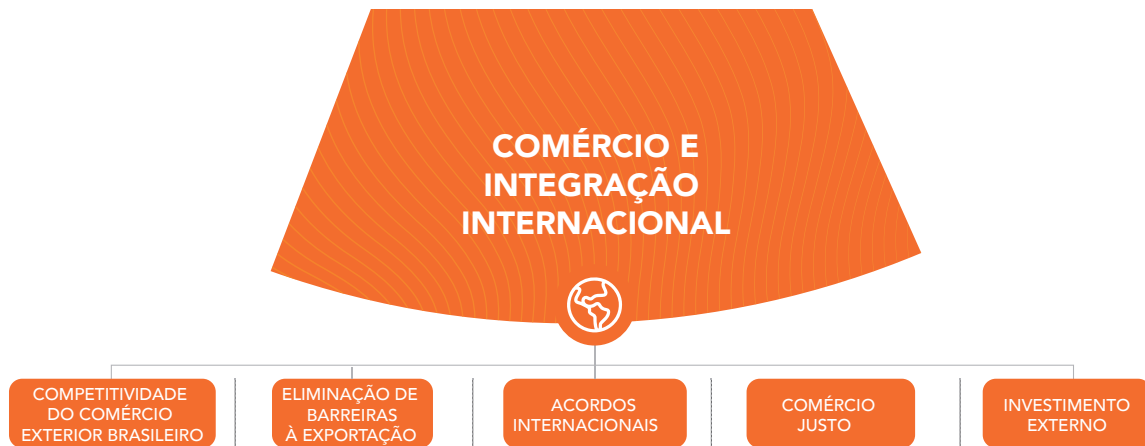 COMÉRCIO E
INTEGRAÇÃO
INTERNACIONAL
COMPETITIVIDADE
DO COMÉRCIO
EXTERIOR BRASILEIRO
ELIMINAÇÃO DE
BARREIRAS
À EXPORTAÇÃO
ACORDOS
INTERNACIONAIS
COMÉRCIO
JUSTO
INVESTIMENTO
EXTERNO